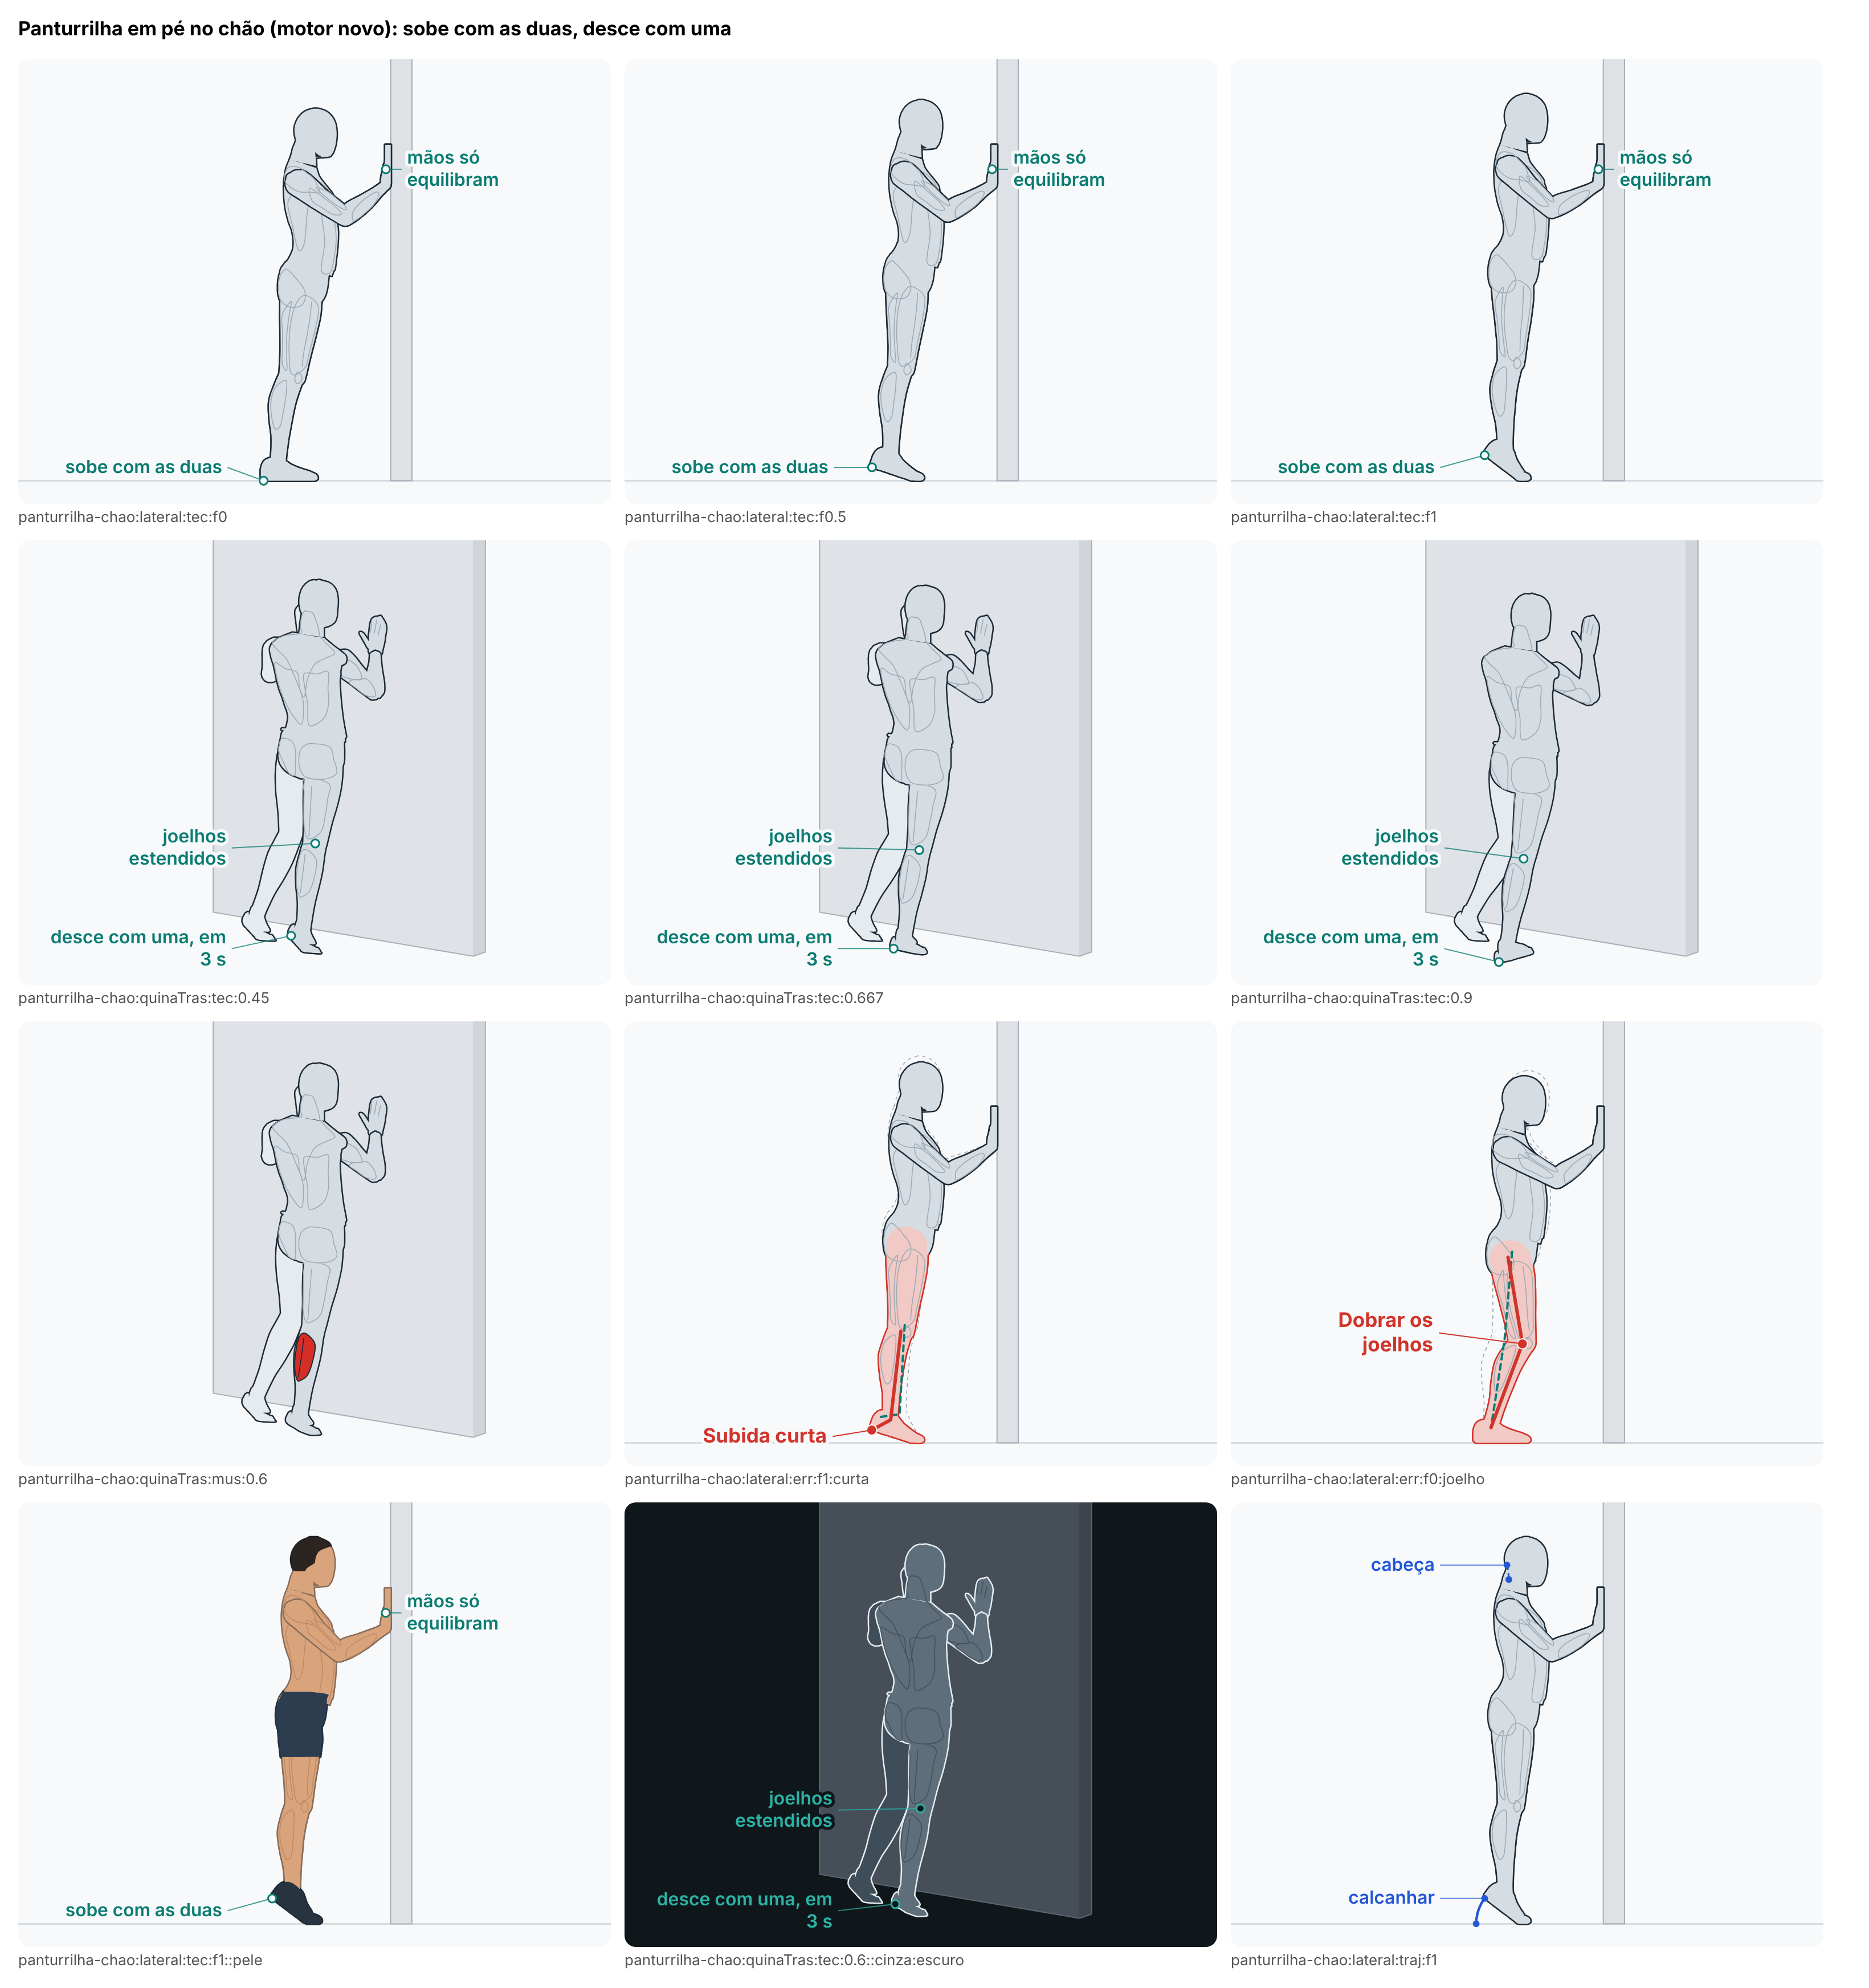 Panturrilha em pé no chão (motor novo): sobe com as duas, desce com uma
mãos só
equilibram
sobe com as duas
panturrilha-chao:lateral:tec:f0
mãos só
equilibram
sobe com as duas
panturrilha-chao:lateral:tec:f0.5
mãos só
equilibram
sobe com as duas
panturrilha-chao:lateral:tec:f1
joelhos
estendidos
desce com uma, em
3 s
panturrilha-chao:quinaTras:tec:0.45
joelhos
estendidos
desce com uma, em
3 s
panturrilha-chao:quinaTras:tec:0.667
joelhos
estendidos
desce com uma, em
3 s
panturrilha-chao:quinaTras:tec:0.9
panturrilha-chao:quinaTras:mus:0.6
Subida curta
panturrilha-chao:lateral:err:f1:curta
Dobrar os
joelhos
panturrilha-chao:lateral:err:f0:joelho
mãos só
equilibram
sobe com as duas
panturrilha-chao:lateral:tec:f1::pele
joelhos
estendidos
desce com uma, em
3 s
panturrilha-chao:quinaTras:tec:0.6::cinza:escuro
cabeça
calcanhar
panturrilha-chao:lateral:traj:f1